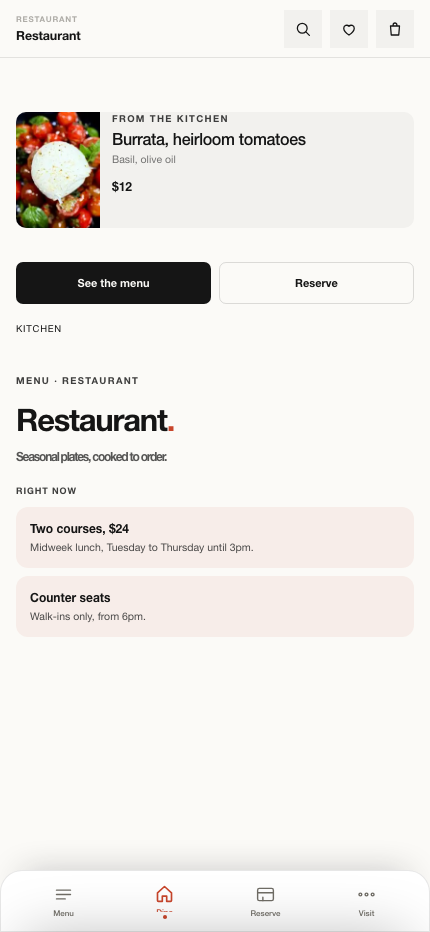 RESTAURANT
Restaurant
FROM THE KITCHEN
Burrata, heirloom tomatoes
Basil, olive oil
$12
See the menu
Reserve
KITCHEN
MENU · RESTAURANT
Restaurant.
Seasonal plates, cooked to order.
RIGHT NOW
Two courses, $24
Midweek lunch, Tuesday to Thursday until 3pm.
Counter seats
Walk-ins only, from 6pm.
Menu
Reserve
Visit